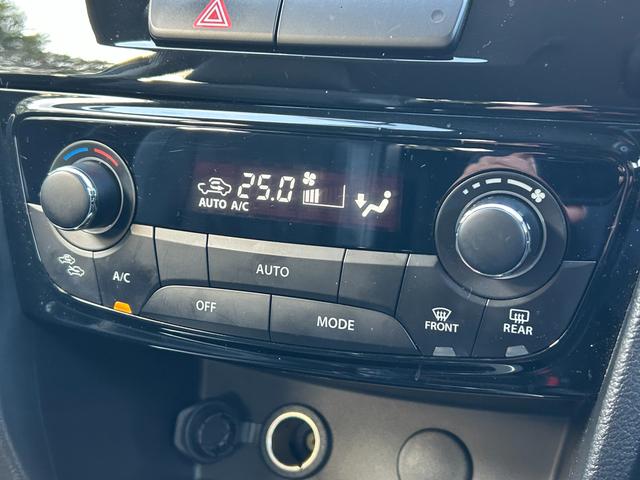 25.0
AUTO A/C
A/C
AUTO
OFF
MODE
FRONT
REAR